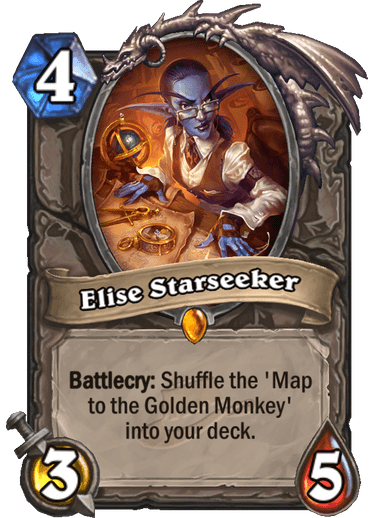 4
Elise Starseeker
Battlecry: Shuffle the 'Map
to the Golden Monkey'
into your deck.
3
5